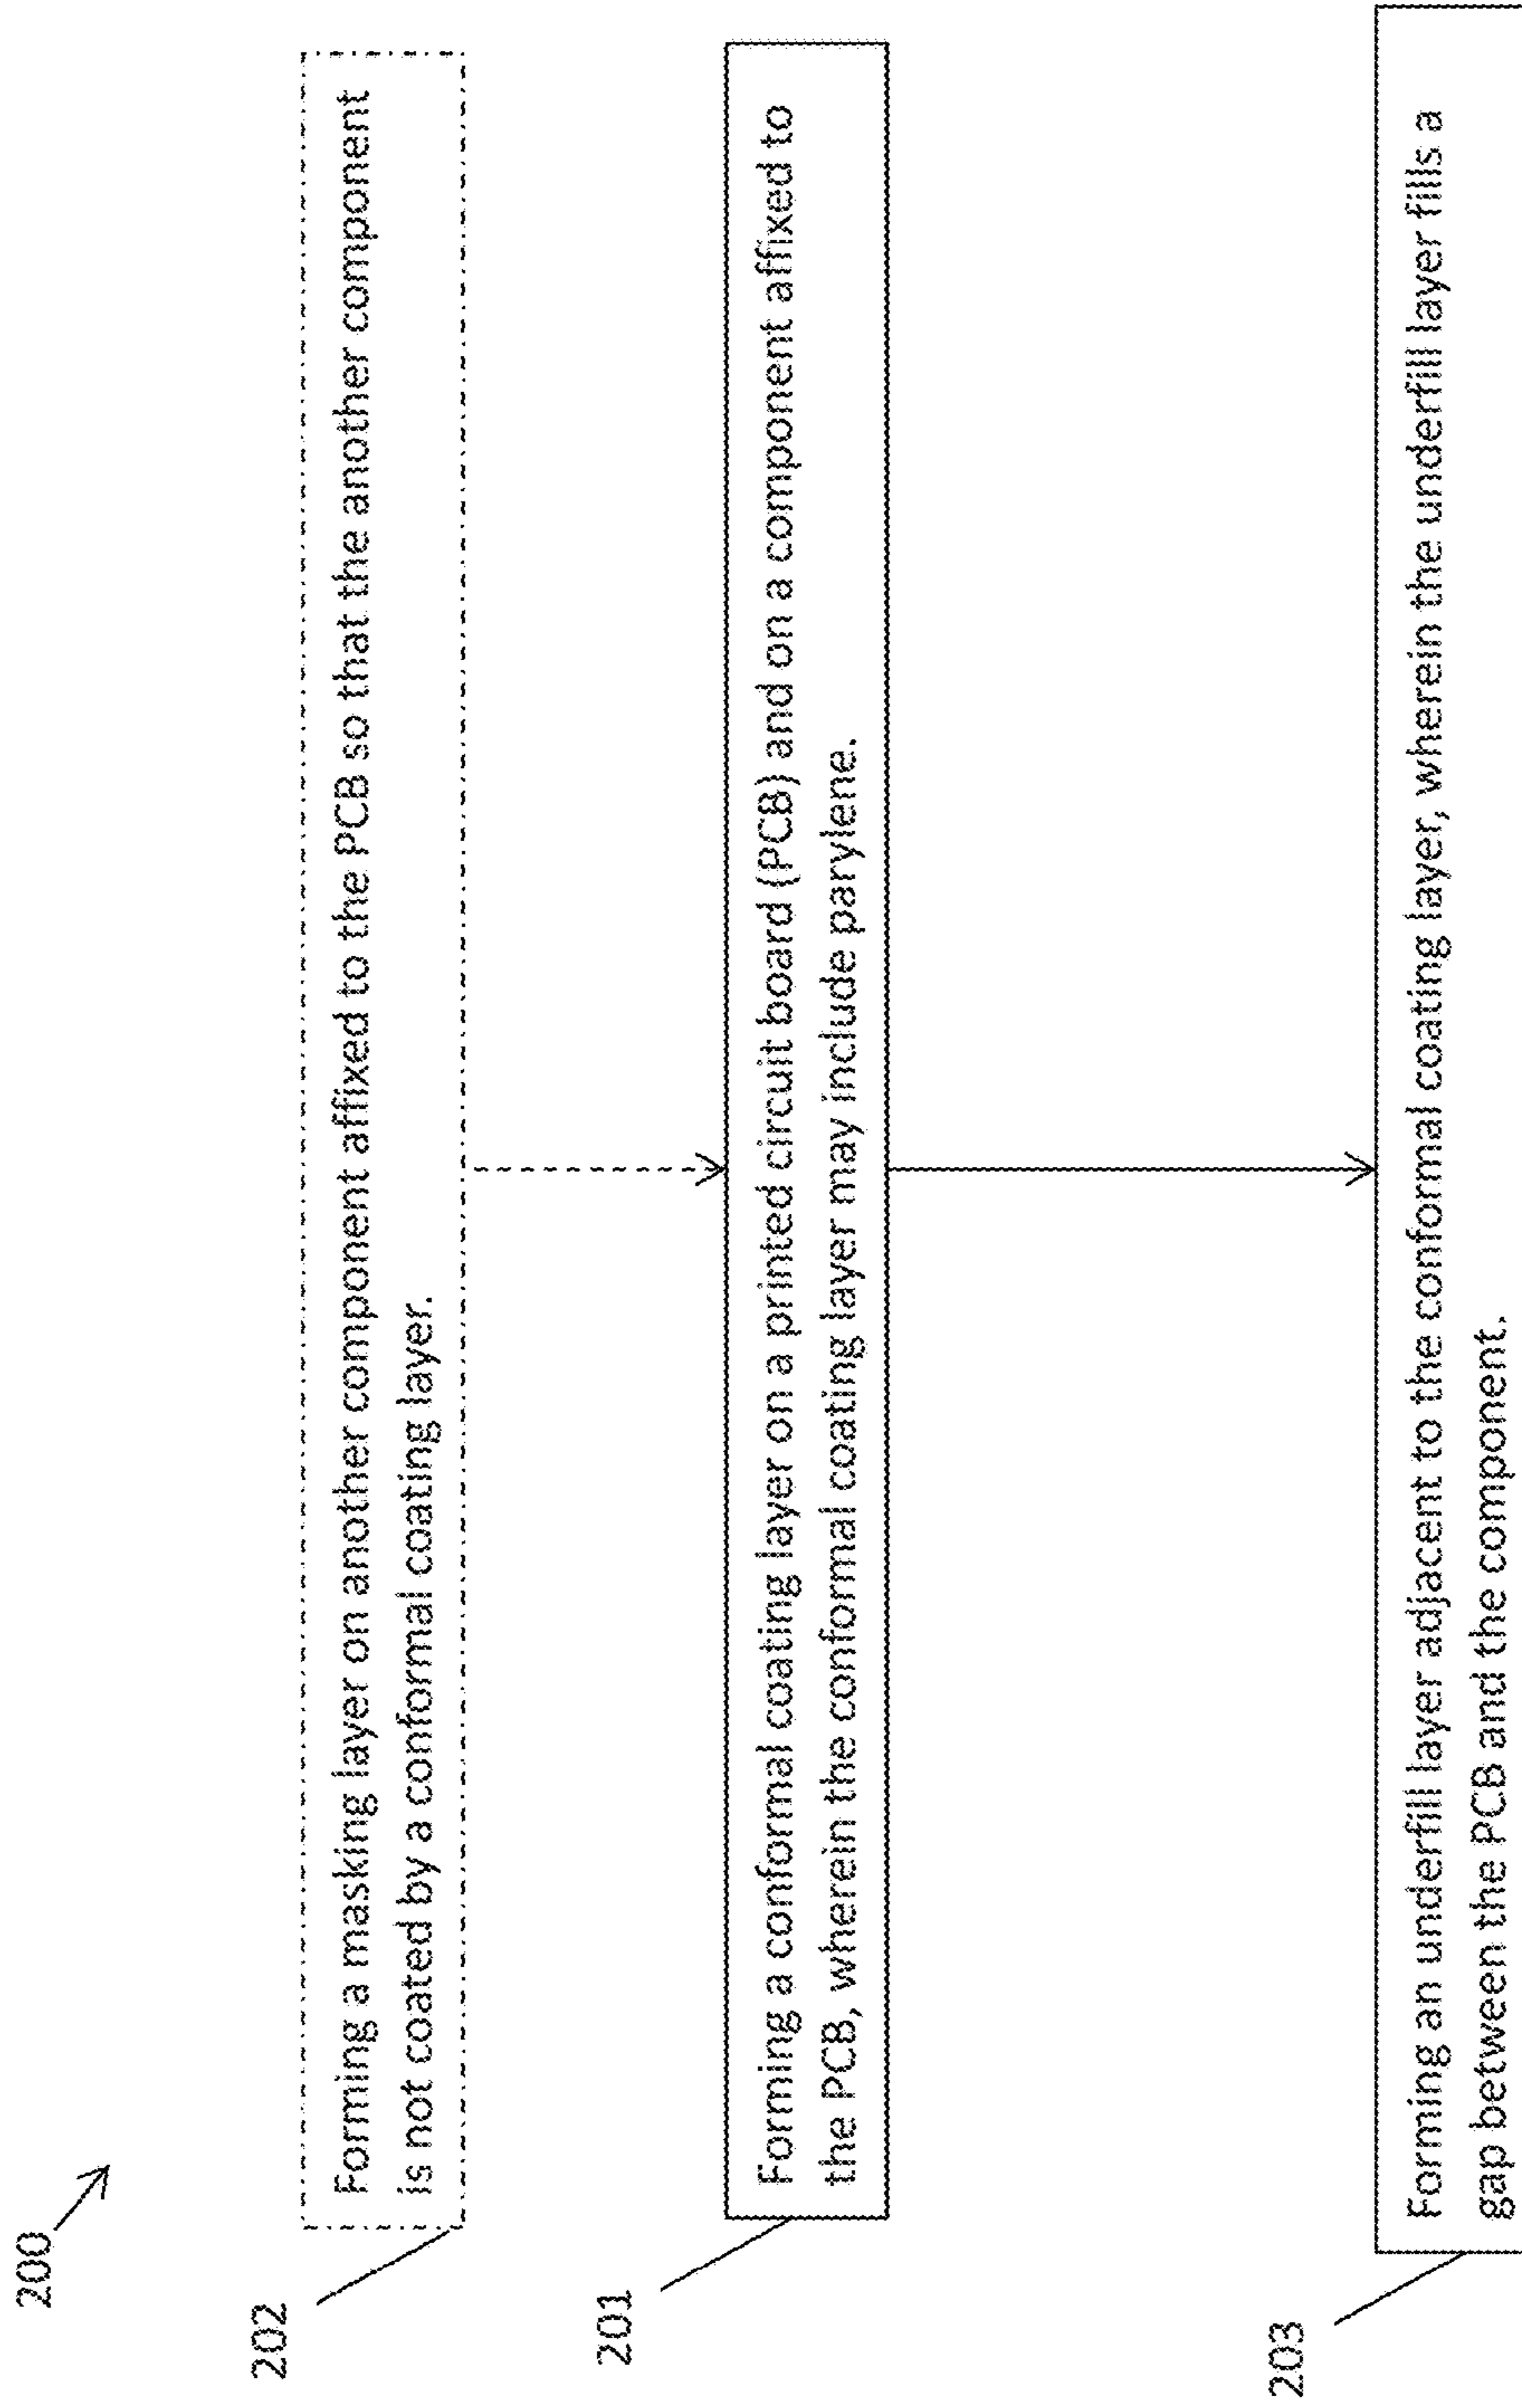 200
202
Forming a masking layer on another component affixed to the PCB so that the another component
is not coated by a conformal coating layer.
201
Forming a conformal coating layer on a printed circuit board (PCB) and on a component affixed to
the PCB, wherein the conformal coating layer may include parylene.
203
Forming an underfill layer adjacent to the conformal coating layer, wherein the underfill layer fills a
gap between the PCB and the component.